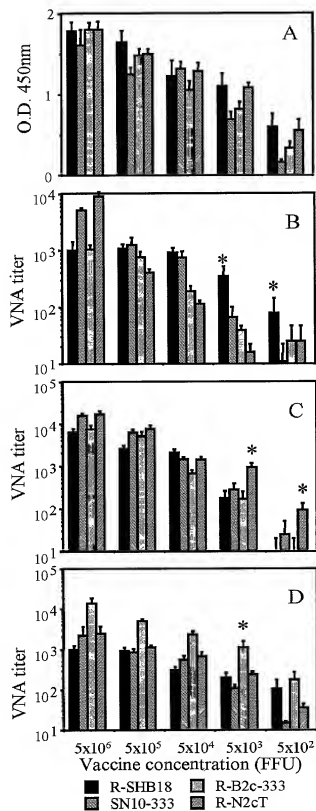 A
O.D. 450nm
2
1
0
B
VNA titer
10⁴
10³
10²
10¹
*
*
C
VNA titer
10⁵
10⁴
10³
10²
10¹
*
*
D
VNA titer
10⁵
10⁴
10³
10²
10¹
*
5x10⁶ 5x10⁵ 5x10⁴ 5x10³ 5x10²
Vaccine concentration (FFU)
R-SHB18 R-B2c-333
SN10-333 R-N2cT